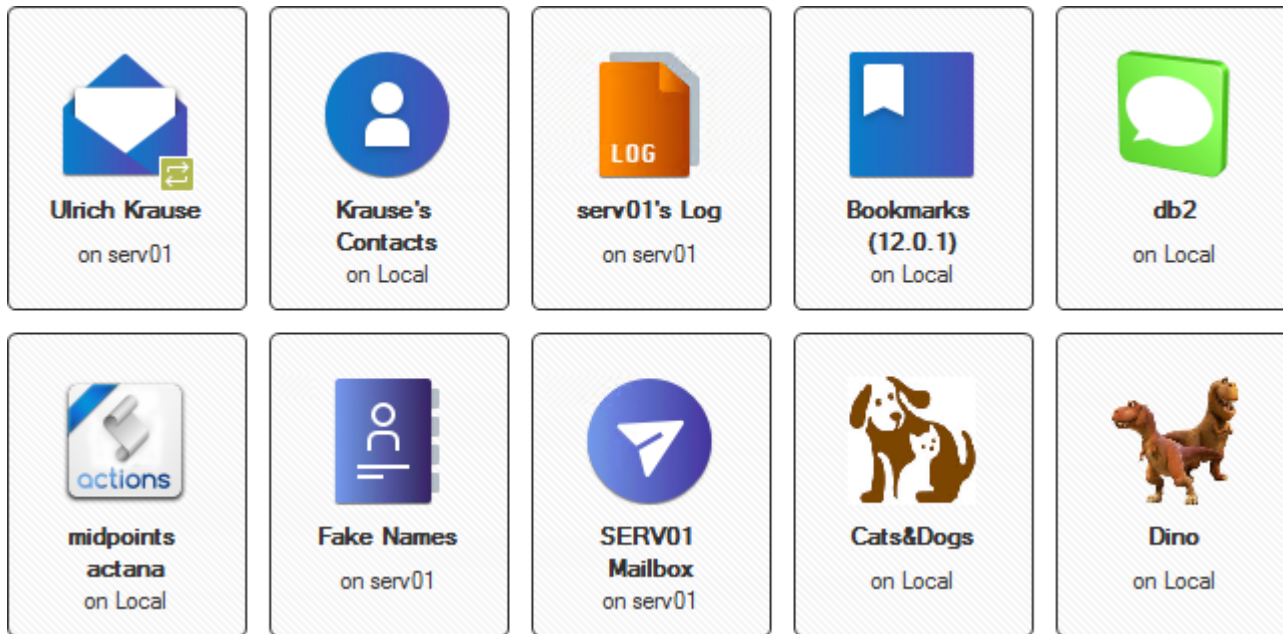 LOG
Ulrich Krause
on serv01
Krause's
Contacts
on Local
serv01's Log
on serv01
Bookmarks
(12.0.1)
on Local
db2
on Local
actions
midpoints
actana
on Local
Fake Names
on serv01
SERV01
Mailbox
on serv01
Cats&Dogs
on Local
Dino
on Local